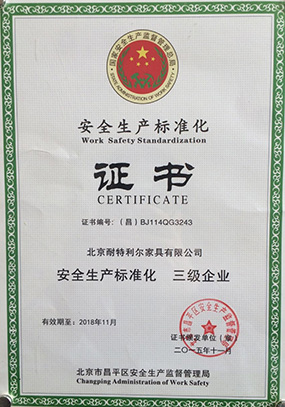 国家安全生产监督管理总局
STATE ADMINISTRATION OF WORK SAFETY
安全生产标准化
Work Safety Standardization
证书
CERTIFICATE
证书编号：（昌）BJ114QG3243
北京耐特利尔家具有限公司
安全生产标准化 三级企业
有效期至：2018年11月
证书颁发单位（章
二〇一五年十一月
北京市昌平区安全生产监督管理局
Changping Administration of Work Safety